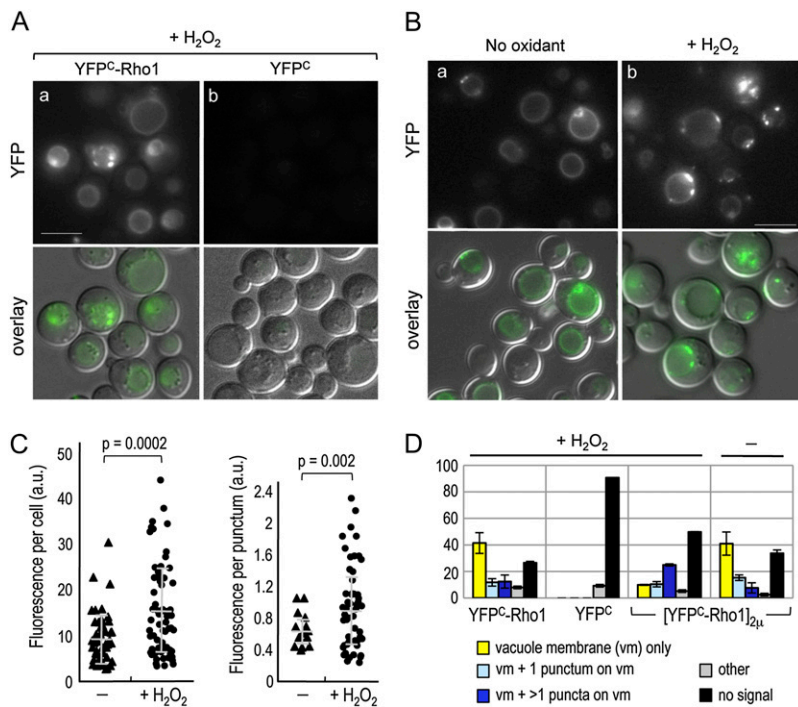 A
+ H₂O₂
YFPᶜ-Rho1 YFPᶜ
a b
YFP
overlay
B
No oxidant + H₂O₂
a b
YFP
overlay
C
p = 0.0002
Fluorescence per cell (a.u.)
50
40
30
20
10
0
– + H₂O₂
p = 0.002
Fluorescence per punctum (a.u.)
2.4
2.0
1.6
1.2
0.8
0.4
0
– + H₂O₂
D
+ H₂O₂ –
100
80
60
40
20
0
YFPᶜ-Rho1 YFPᶜ [YFPᶜ-Rho1]₂μ
vacuole membrane (vm) only
vm + 1 punctum on vm
vm + >1 puncta on vm
other
no signal